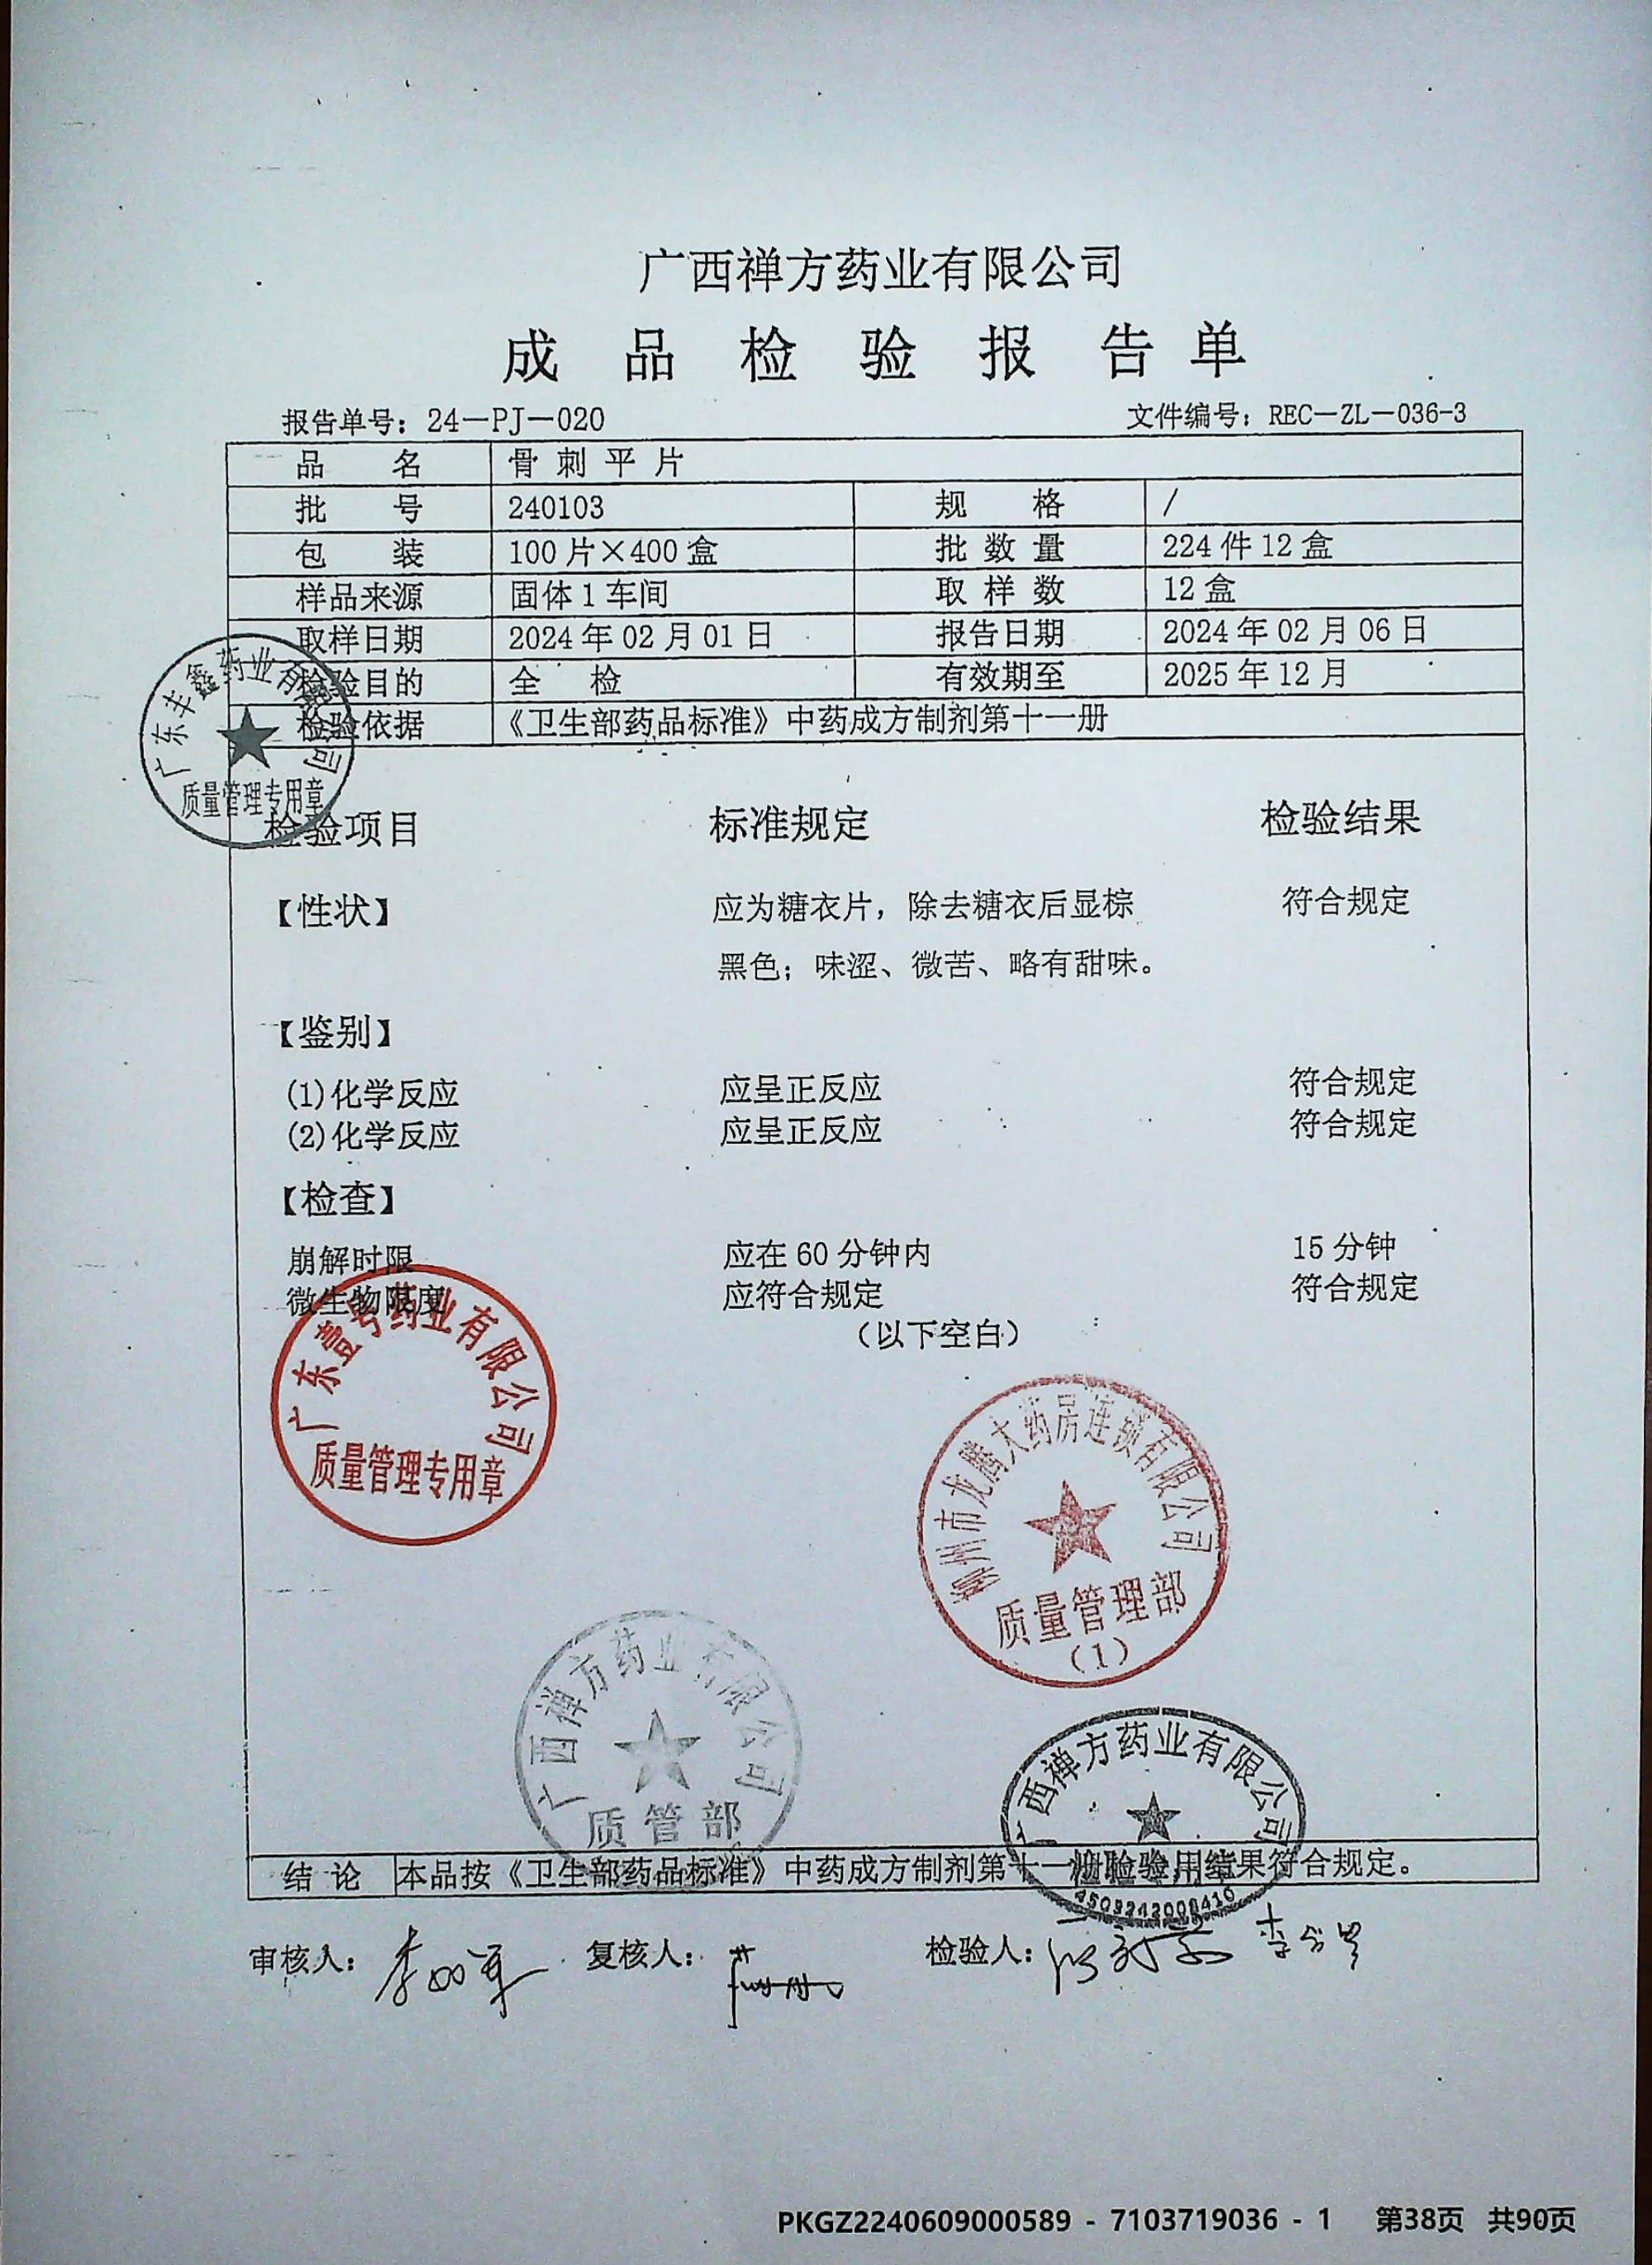 广西禅方药业有限公司
成品检验报告单
报告单号：24—PJ—020 文件编号：REC—ZL—036-3
品名 骨刺平片
批号 240103 规格 /
包装 100片×400盒 批数量 224件12盒
样品来源 固体1车间 取样数 12盒
取样日期 2024年02月01日 报告日期 2024年02月06日
检验目的 全检 有效期至 2025年12月
检验依据 《卫生部药品标准》中药成方制剂第十一册
广东丰鑫药业有限公司
质量管理专用章
检验项目 标准规定 检验结果
【性状】 应为糖衣片，除去糖衣后显棕 符合规定
黑色；味涩、微苦、略有甜味。
【鉴别】
(1)化学反应 应呈正反应 符合规定
(2)化学反应 应呈正反应 符合规定
【检查】
崩解时限 应在60分钟内 15分钟
微生物限度 应符合规定 符合规定
（以下空白）
广东壹号药业有限公司
质量管理专用章
柳州市龙腾大药房连锁有限公司
质量管理部
（1）
广西禅方药业有限公司
质管部
广西禅方药业有限公司
结论 本品按《卫生部药品标准》中药成方制剂第十一册检验，结果符合规定。
审核人： 复核人： 检验人：
PKGZ2240609000589 - 7103719036 - 1 第38页 共90页